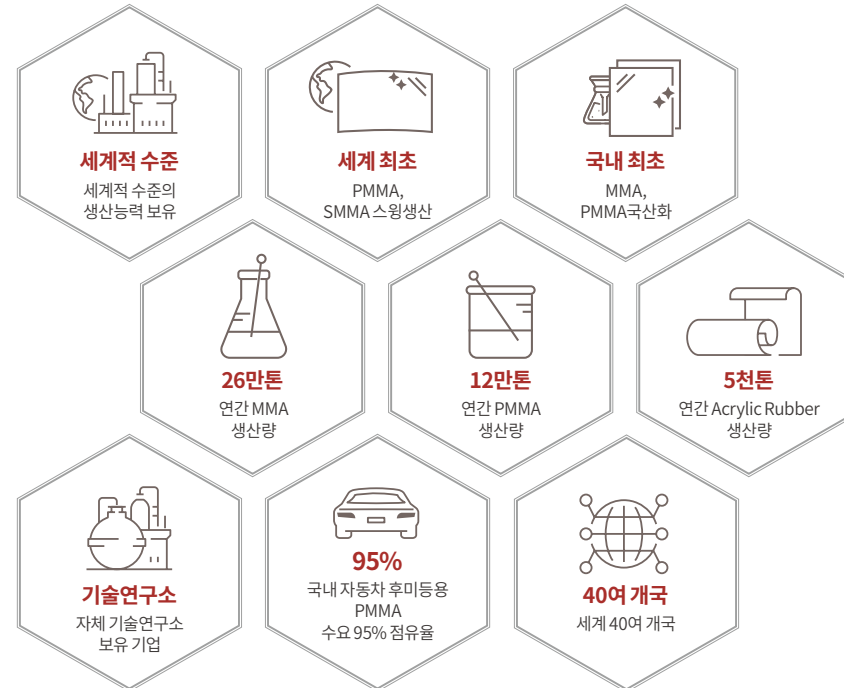 세계적 수준
세계적 수준의
생산능력 보유
세계 최초
PMMA,
SMMA 스윙생산
국내 최초
MMA,
PMMA국산화
26만톤
연간 MMA
생산량
12만톤
연간 PMMA
생산량
5천톤
연간 Acrylic Rubber
생산량
기술연구소
자체 기술연구소
보유 기업
95%
국내 자동차 후미등용
PMMA
수요 95% 점유율
40여 개국
세계 40여 개국